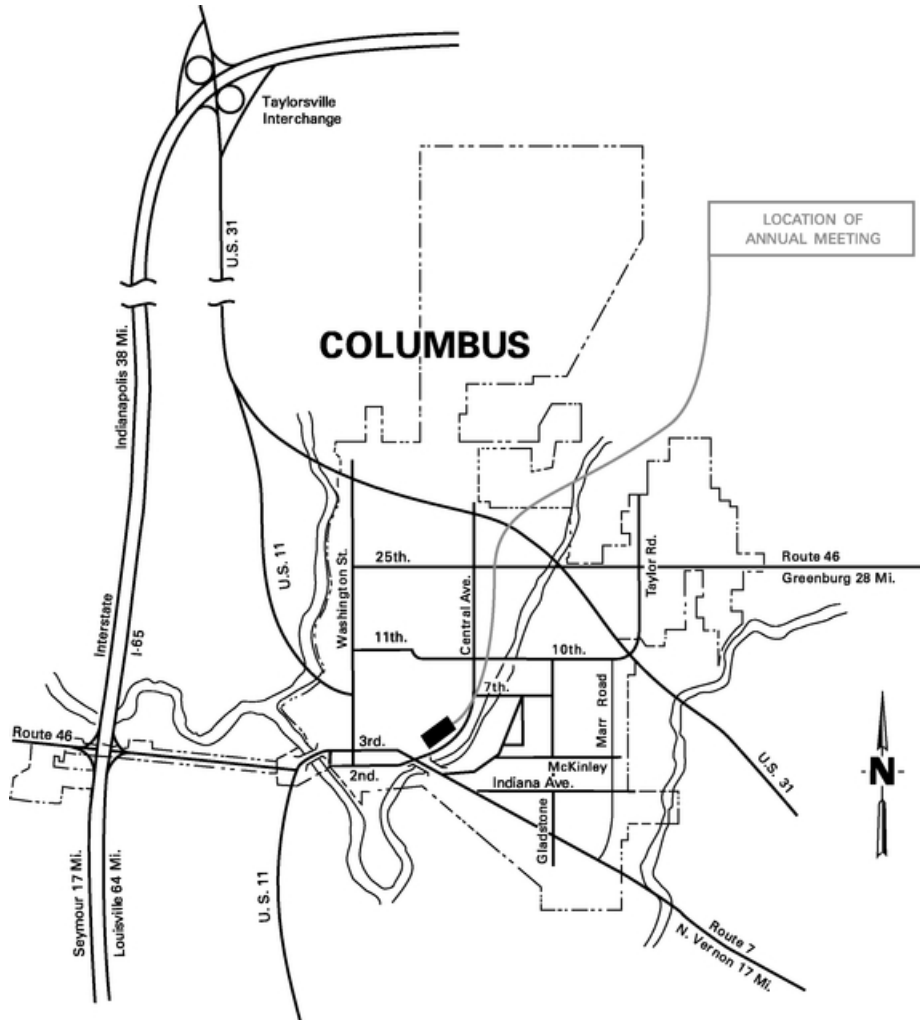 Taylorsville
Interchange
U.S. 31
LOCATION OF
ANNUAL MEETING
COLUMBUS
Indianapolis 38 Mi.
U.S. 11
Washington St.
25th.
Central Ave.
Taylor Rd.
Route 46
Greenburg 28 Mi.
Interstate
I-65
11th.
10th.
7th.
Marr Road
Route 46
3rd.
2nd.
McKinley
Indiana Ave.
Gladstone
U.S. 31
N
Seymour 17 Mi.
Louisville 64 Mi.
U.S. 11
Route 7
N. Vernon 17 Mi.